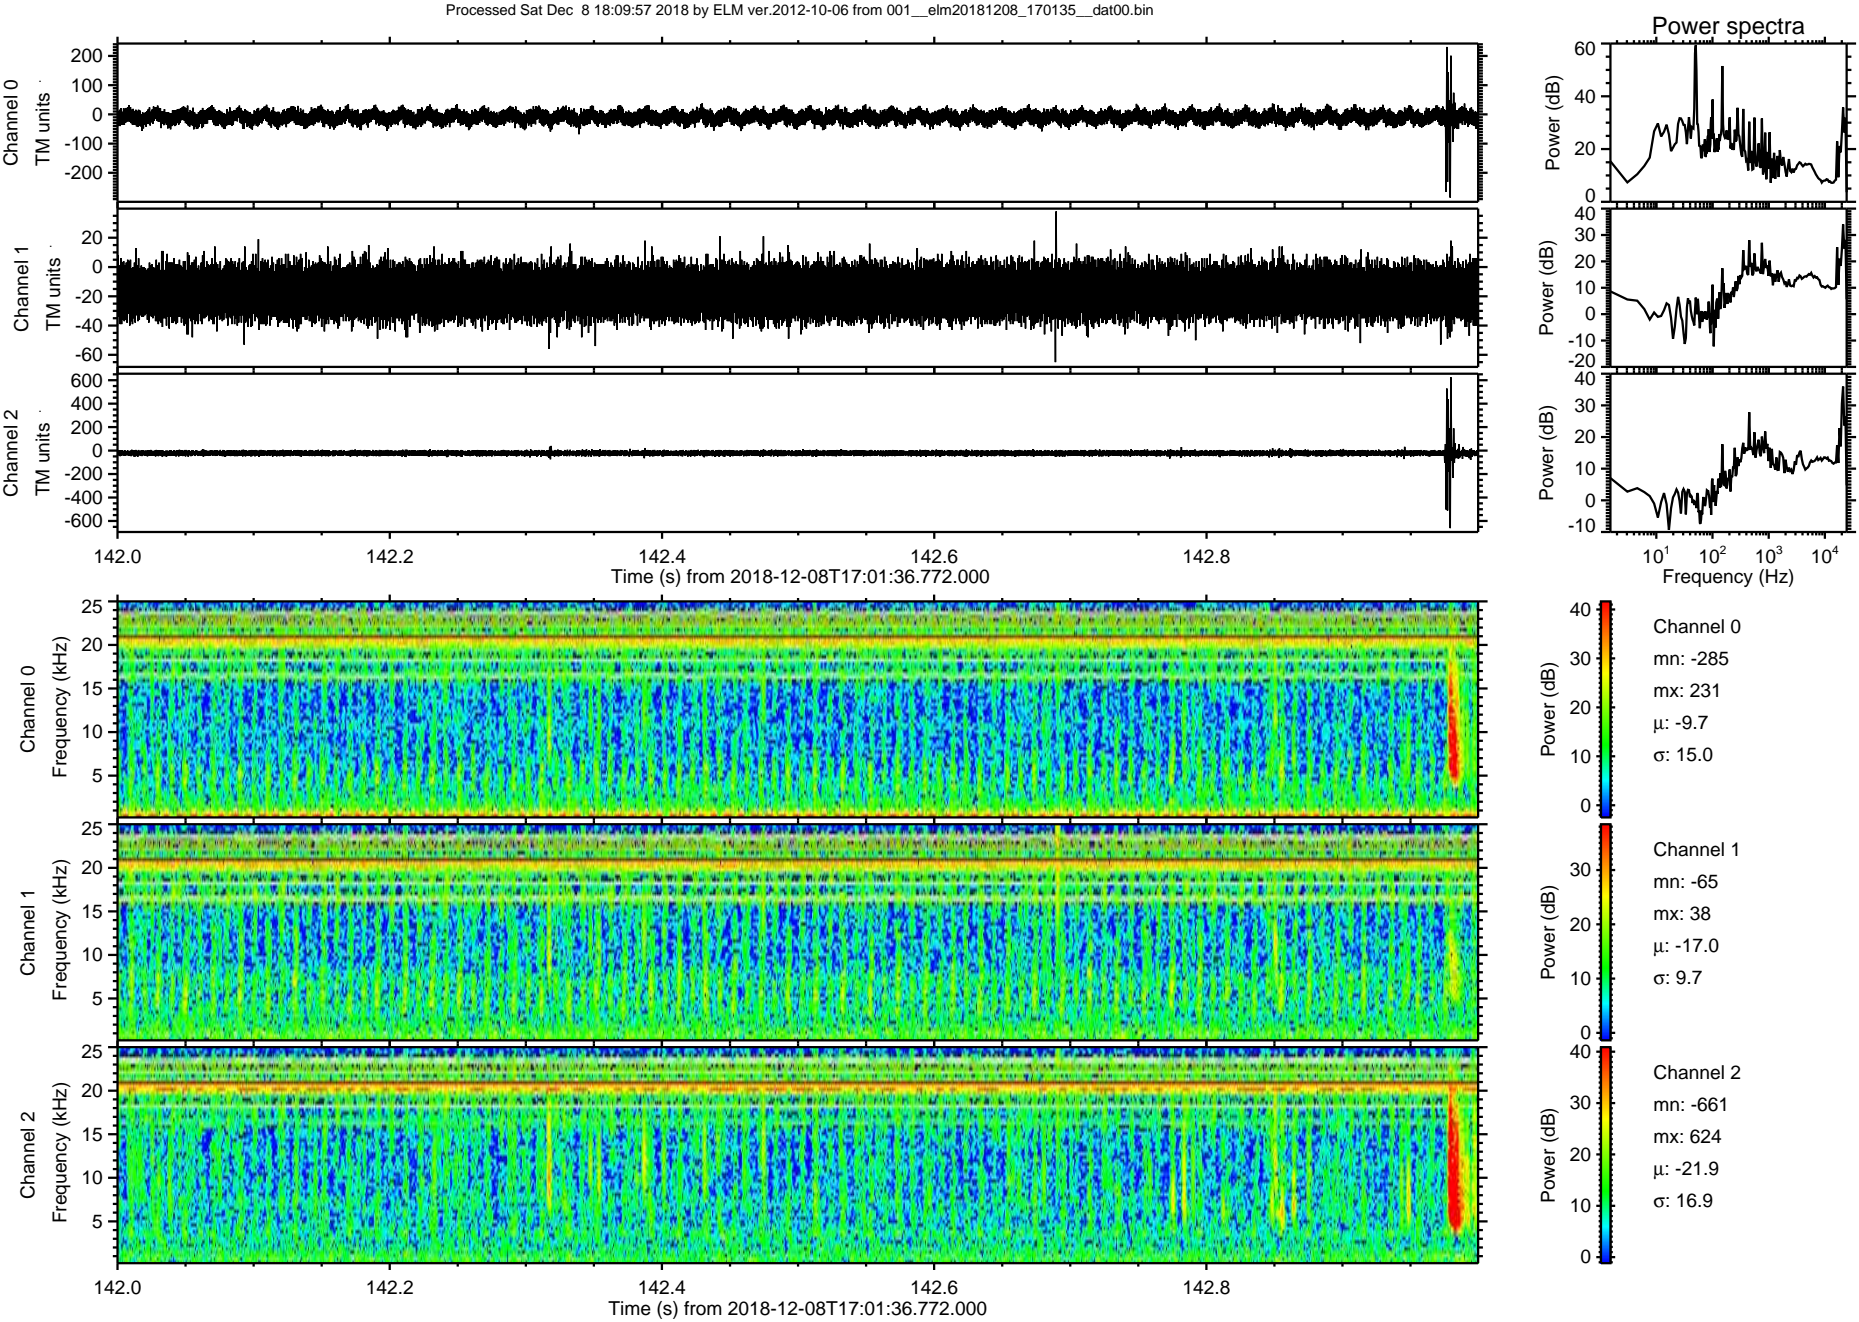 Processed Sat Dec  8 18:09:57 2018 by ELM ver.2012-10-06 from 001__elm20181208_170135__dat00.bin
Power spectra
Channel 0
TM units
200
100
0
-100
-200
Power (dB)
60
40
20
0
Channel 1
TM units
20
0
-20
-40
-60
Power (dB)
40
30
20
10
0
-10
-20
Channel 2
TM units
600
400
200
0
-200
-400
-600
Power (dB)
40
30
20
10
0
-10
142.0 142.2 142.4 142.6 142.8
Time (s) from 2018-12-08T17:01:36.772.000
10¹ 10² 10³ 10⁴
Frequency (Hz)
Channel 0
Frequency (kHz)
25
20
15
10
5
Power (dB)
40
30
20
10
0
Channel 0
mn: -285
mx: 231
μ: -9.7
σ: 15.0
Channel 1
Frequency (kHz)
25
20
15
10
5
Power (dB)
30
20
10
0
Channel 1
mn: -65
mx: 38
μ: -17.0
σ: 9.7
Channel 2
Frequency (kHz)
25
20
15
10
5
Power (dB)
40
30
20
10
0
Channel 2
mn: -661
mx: 624
μ: -21.9
σ: 16.9
142.0 142.2 142.4 142.6 142.8
Time (s) from 2018-12-08T17:01:36.772.000